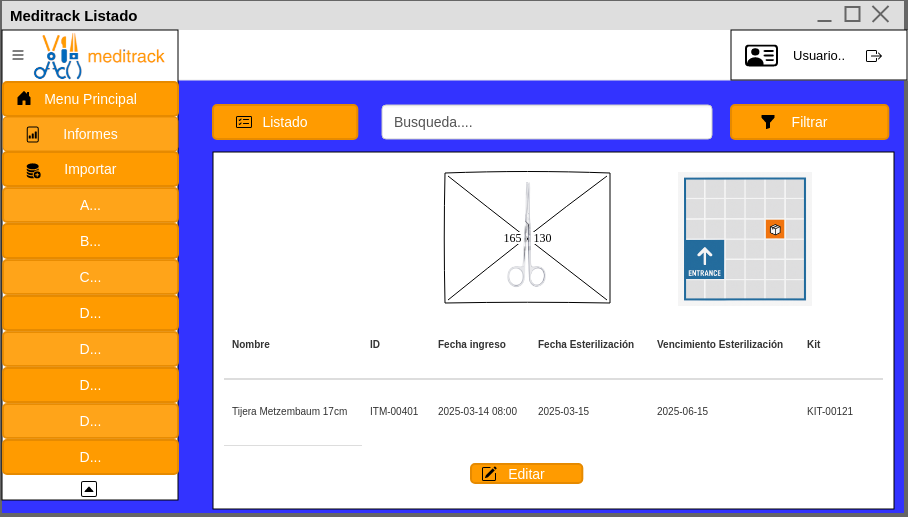 Meditrack Listado
meditrack
Usuario..
Menu Principal
Informes
Importar
A...
B...
C...
D...
D...
D...
D...
D...
Listado
Busqueda....
Filtrar
165 x 130
ENTRANCE
Nombre ID Fecha ingreso Fecha Esterilización Vencimiento Esterilización Kit
Tijera Metzembaum 17cm ITM-00401 2025-03-14 08:00 2025-03-15 2025-06-15 KIT-00121
Editar